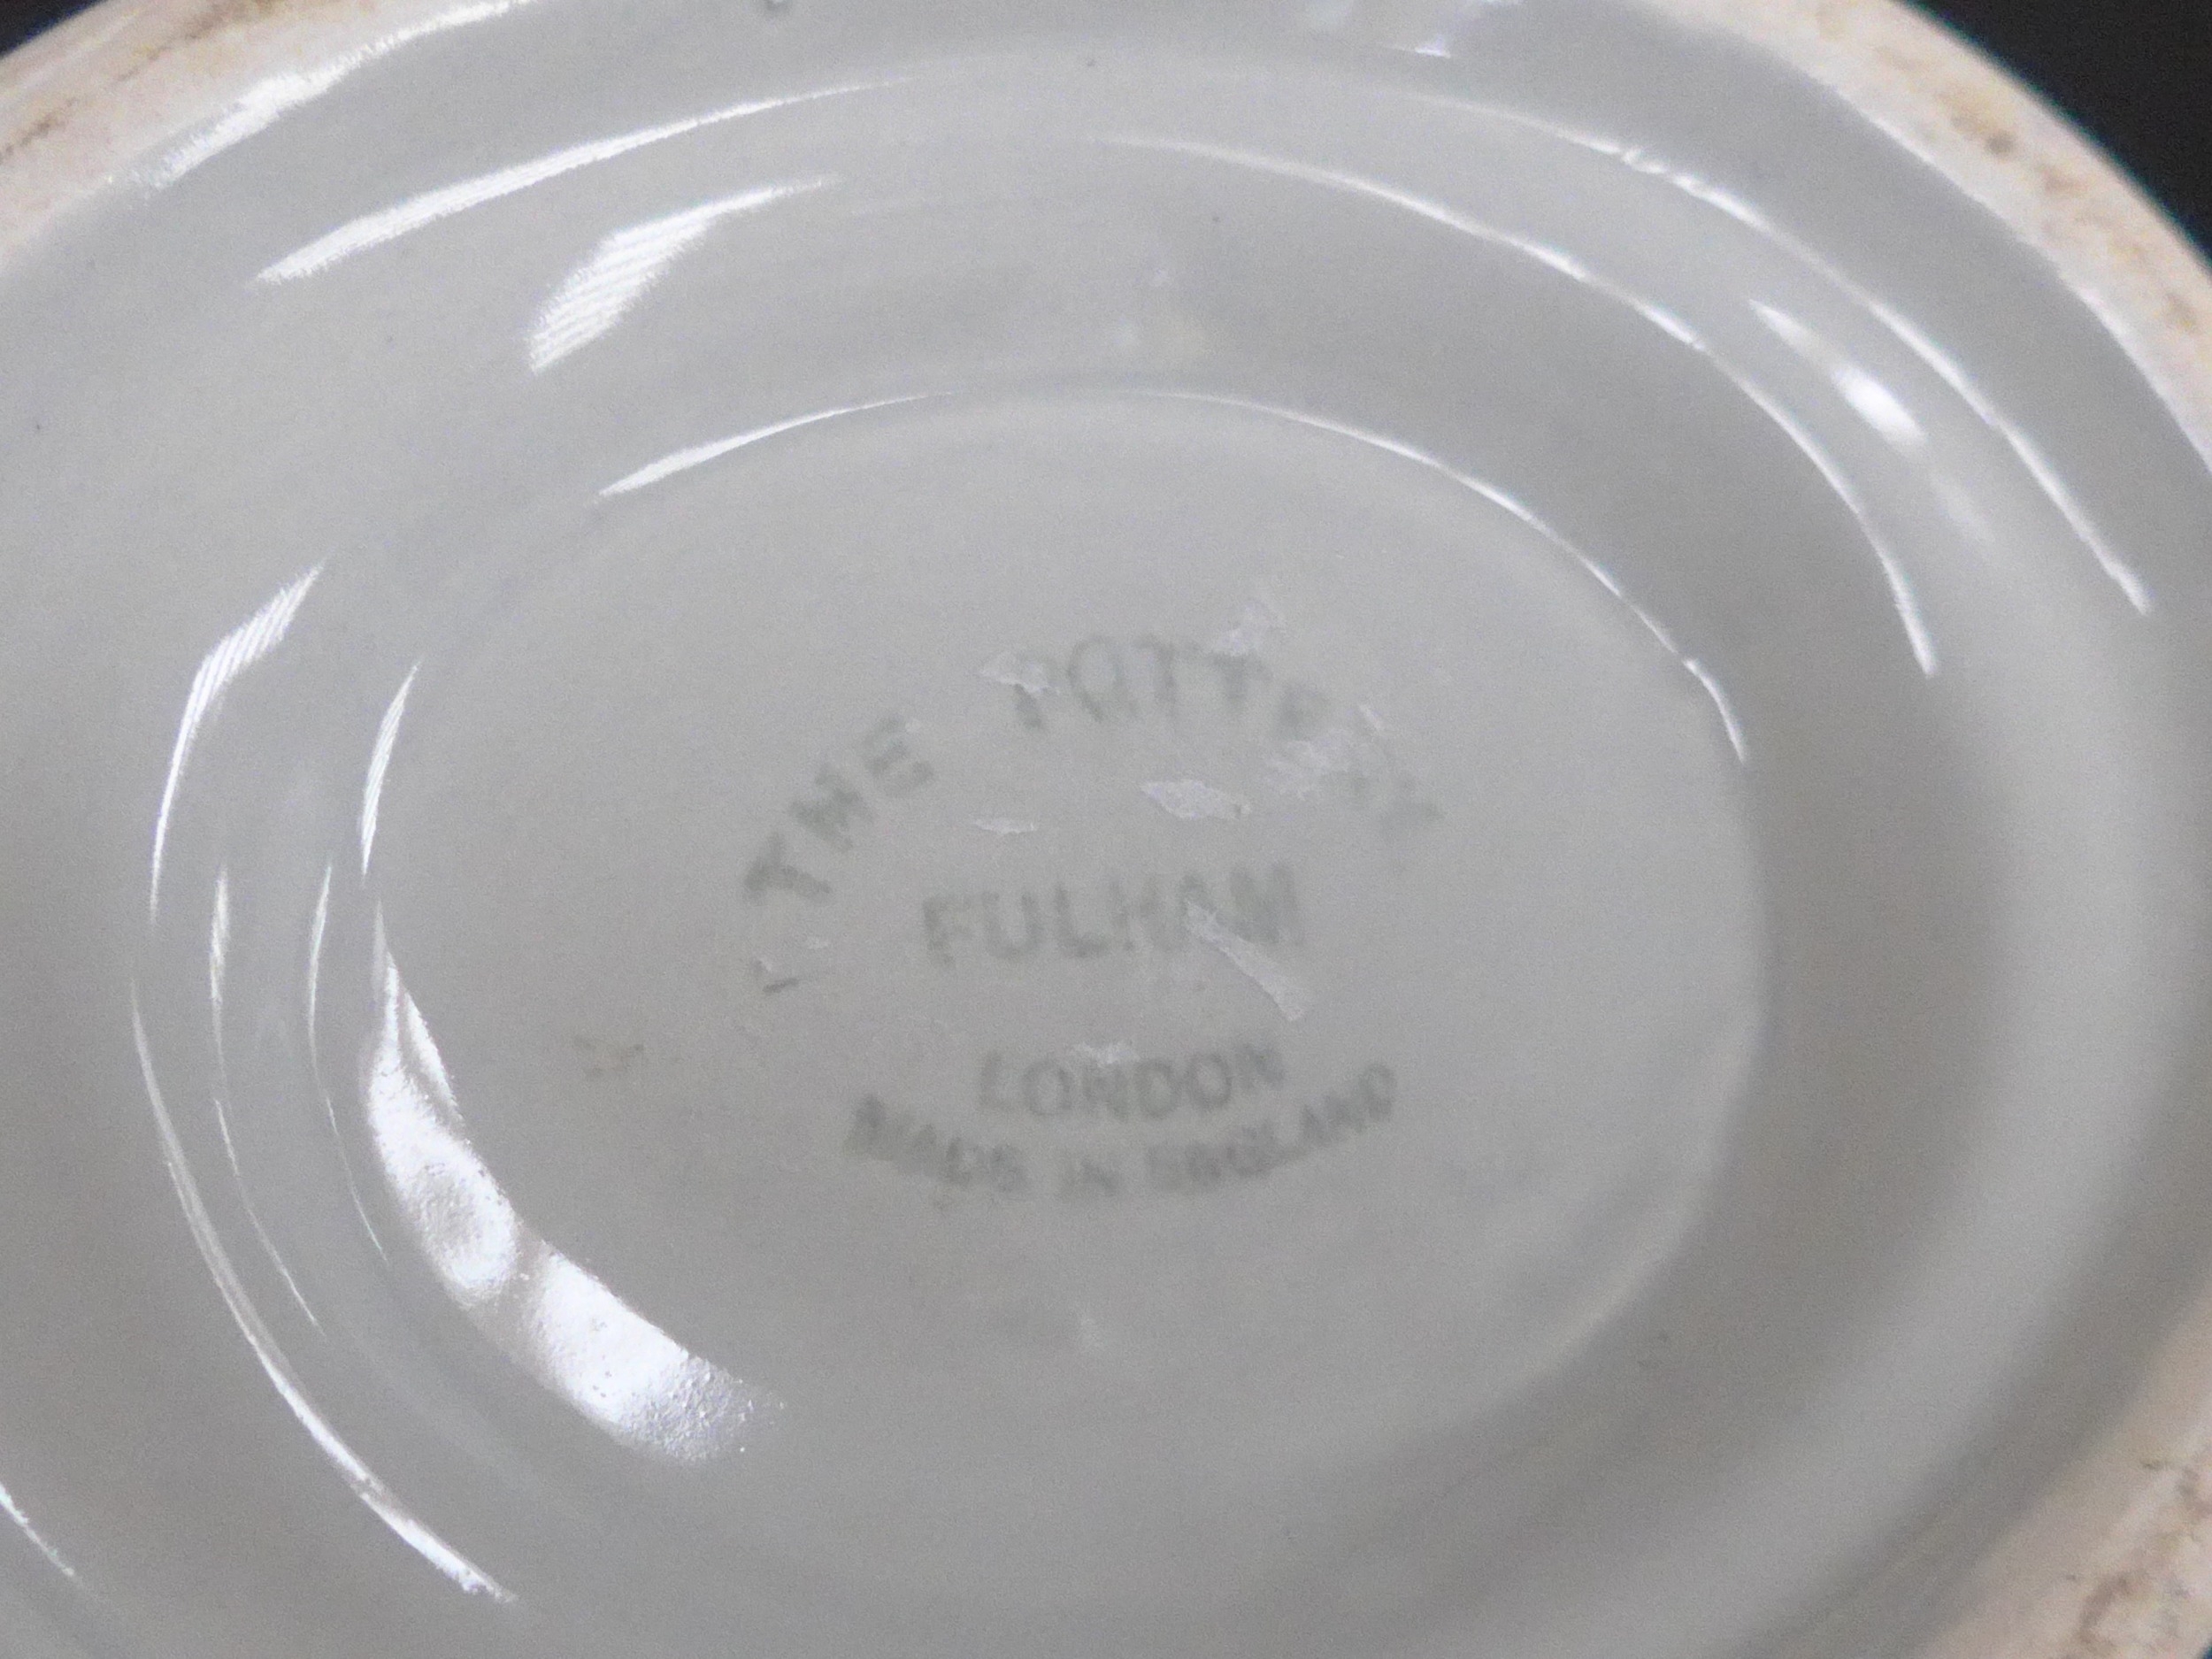 THE POTTERY
FULHAM
LONDON
MADE IN ENGLAND